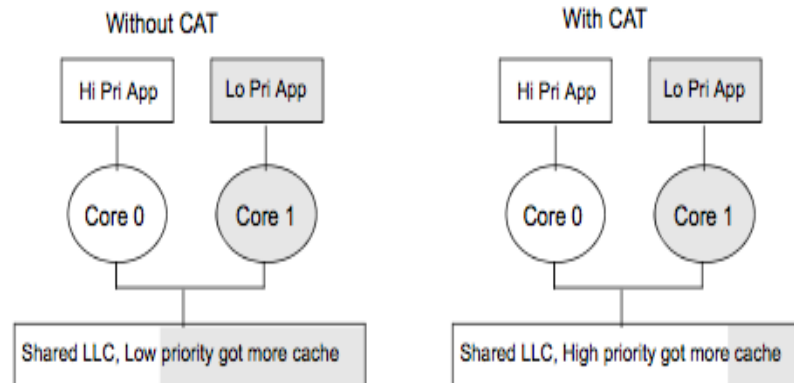 Without CAT
Hi Pri App
Lo Pri App
Core 0
Core 1
Shared LLC, Low priority got more cache
With CAT
Hi Pri App
Lo Pri App
Core 0
Core 1
Shared LLC, High priority got more cache